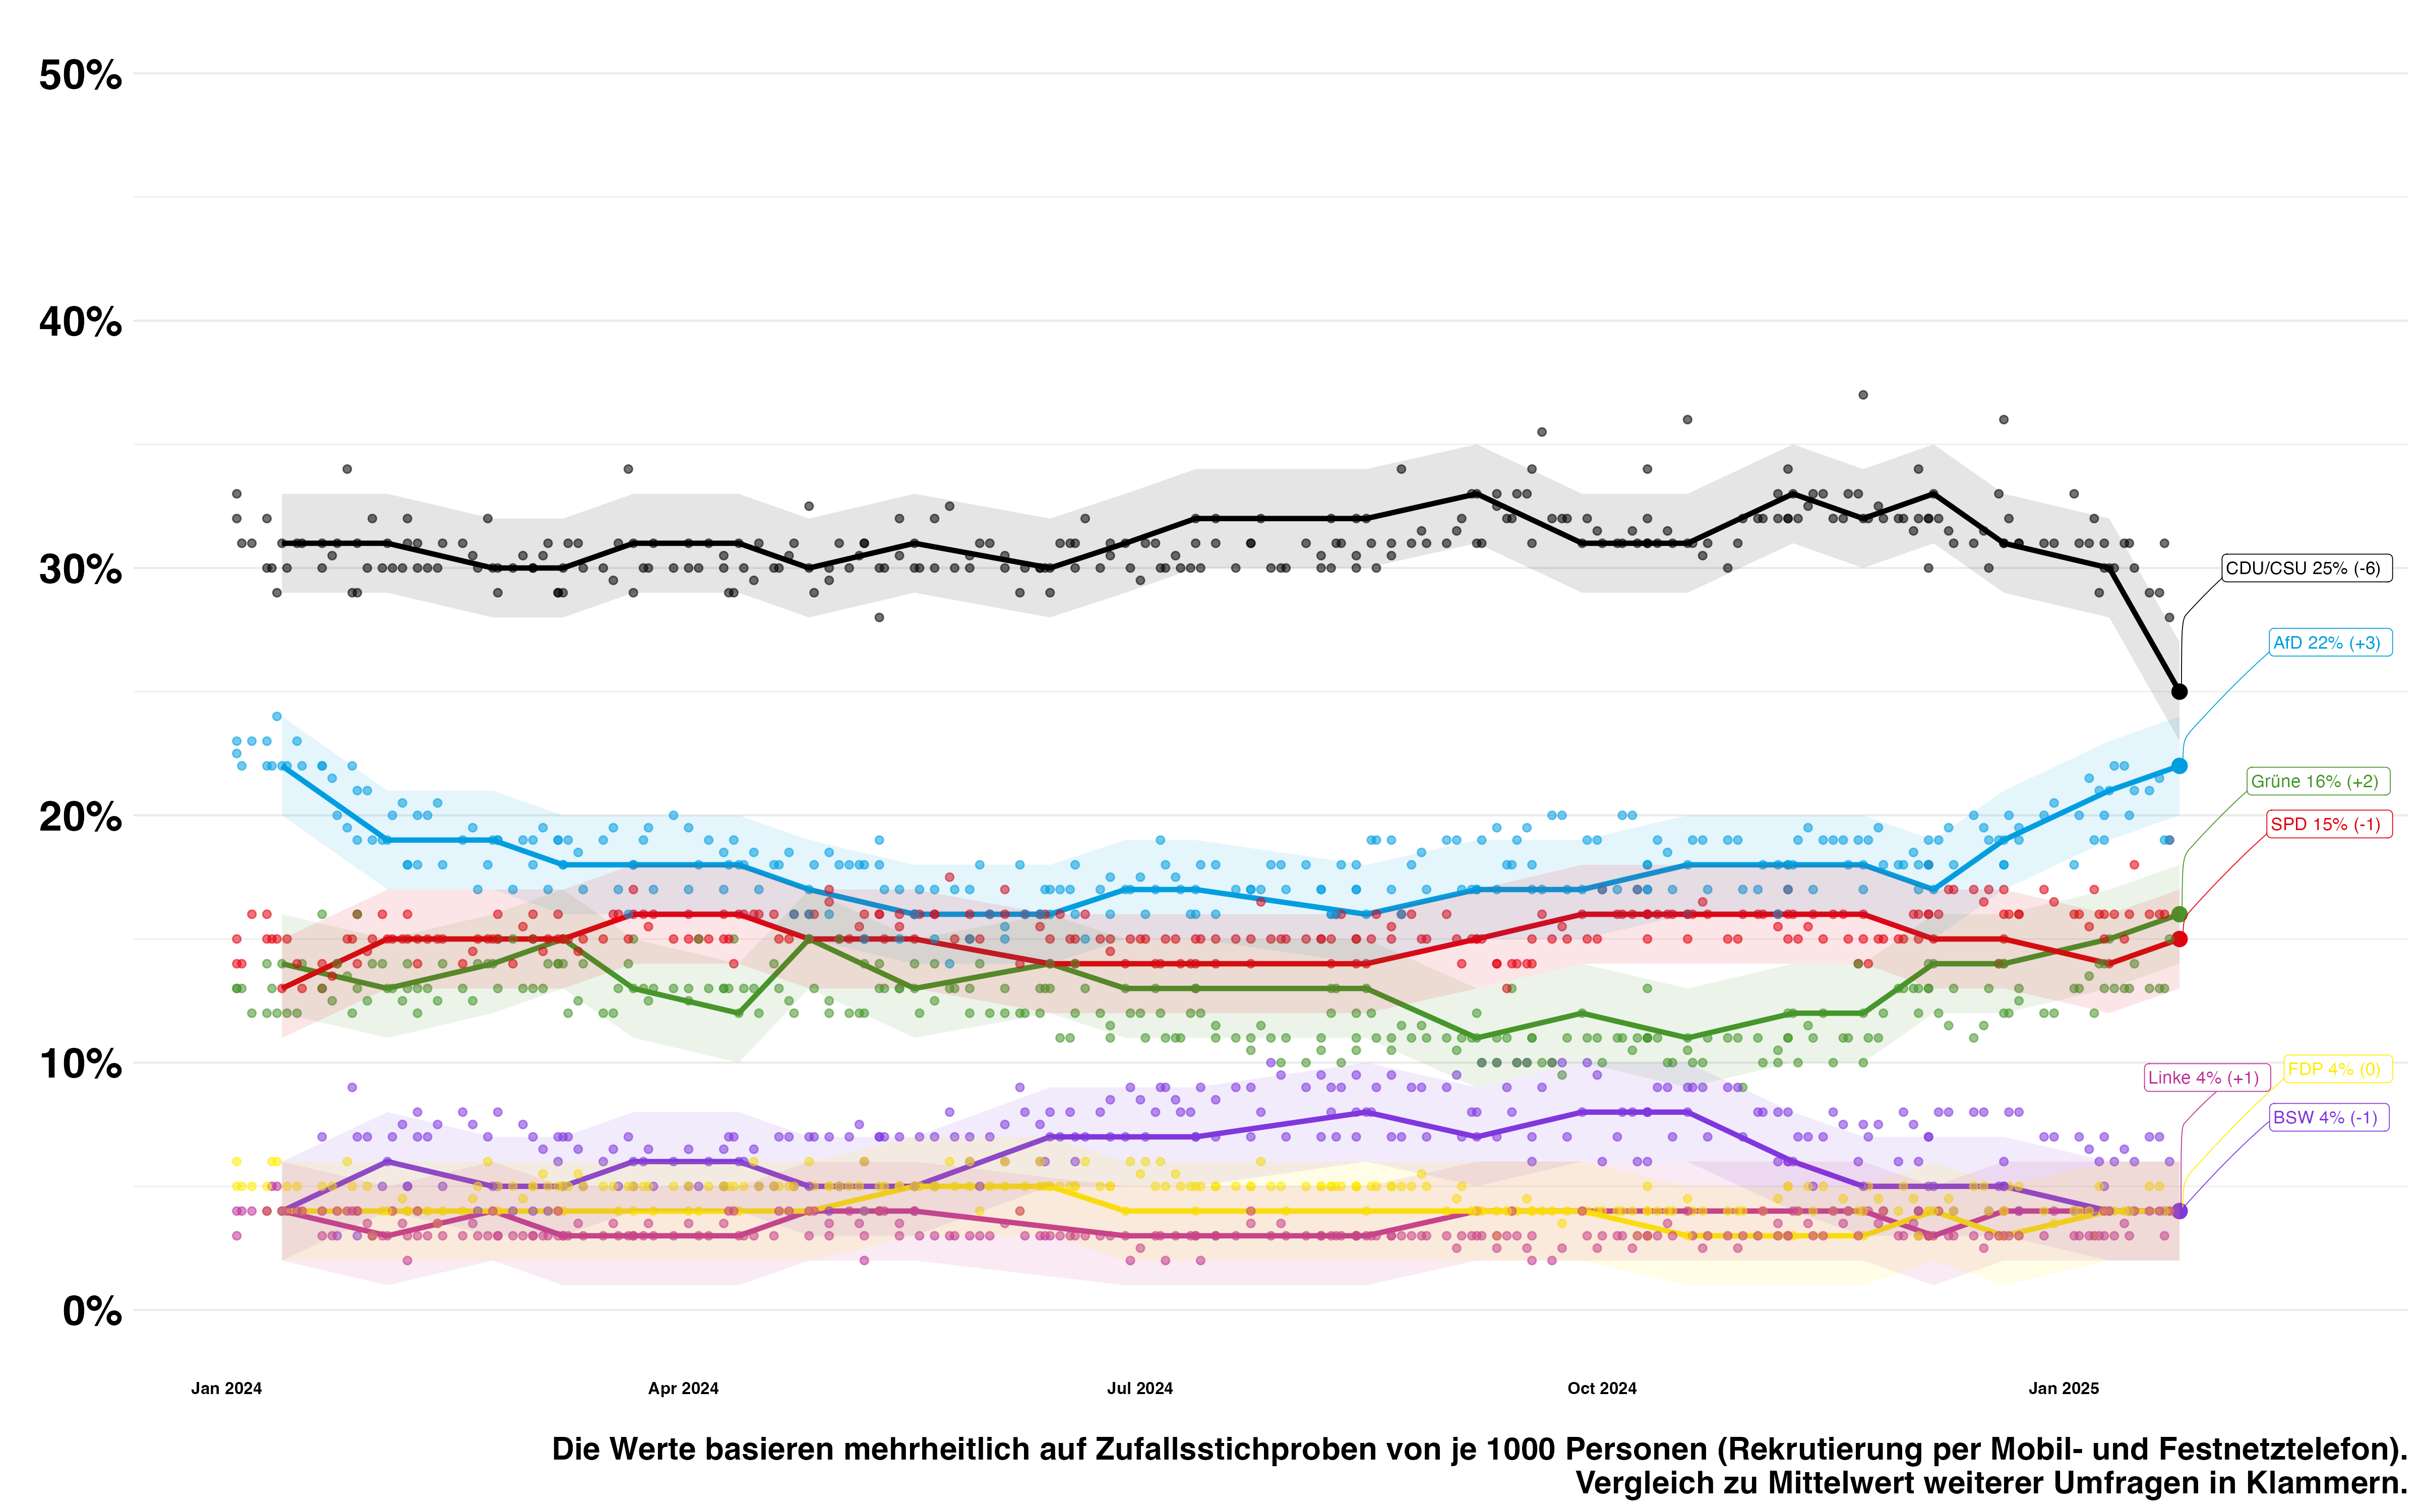 50%
40%
30%
20%
10%
0%
CDU/CSU 25% (-6)
AfD 22% (+3)
Grüne 16% (+2)
SPD 15% (-1)
FDP 4% (0)
Linke 4% (+1)
BSW 4% (-1)
Jan 2024
Apr 2024
Jul 2024
Oct 2024
Jan 2025
Die Werte basieren mehrheitlich auf Zufallsstichproben von je 1000 Personen (Rekrutierung per Mobil- und Festnetztelefon).
Vergleich zu Mittelwert weiterer Umfragen in Klammern.